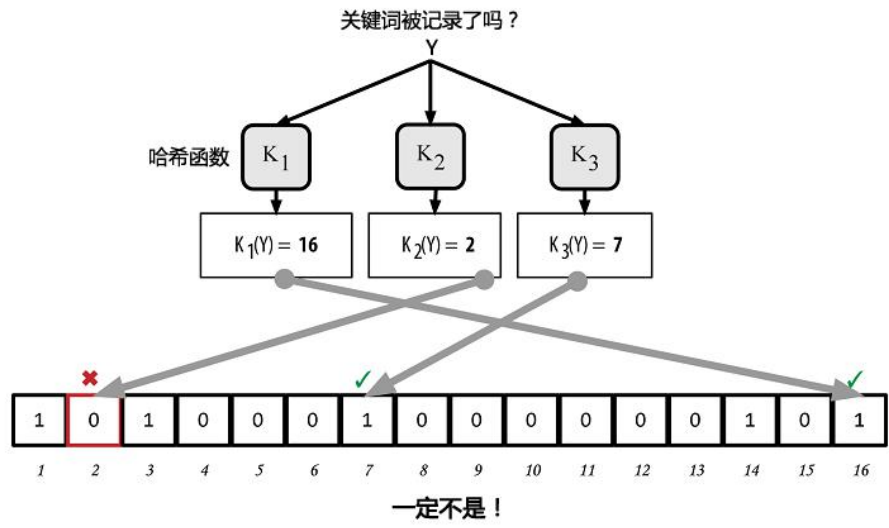 关键词被记录了吗？
Y
哈希函数 K1 K2 K3
K1(Y) = 16 K2(Y) = 2 K3(Y) = 7
✖ ✓ ✓
1 0 1 0 0 0 1 0 0 0 0 0 0 1 0 1
1 2 3 4 5 6 7 8 9 10 11 12 13 14 15 16
一定不是！